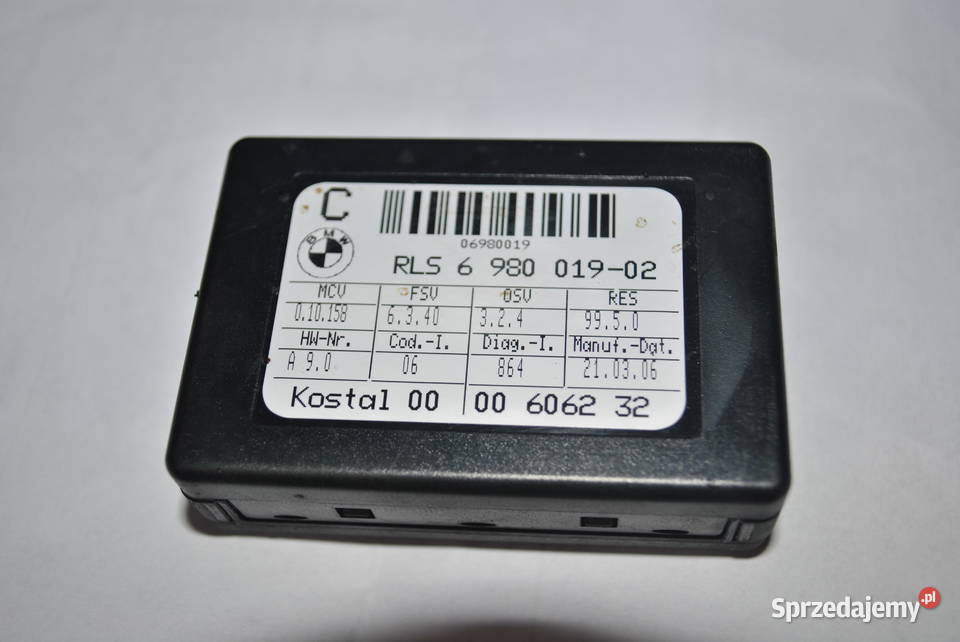 C
06980019
BMW
RLS 6 980 019-02
MCV FSV OSV RES
0.10.158 6.3.40 3.2.4 99.5.0
HW-Nr. Cod.-I. Diag.-I. Manuf.-Dat.
A 9.0 06 864 21.03.06
Kostal 00 00 6062 32
Sprzedajemy.pl